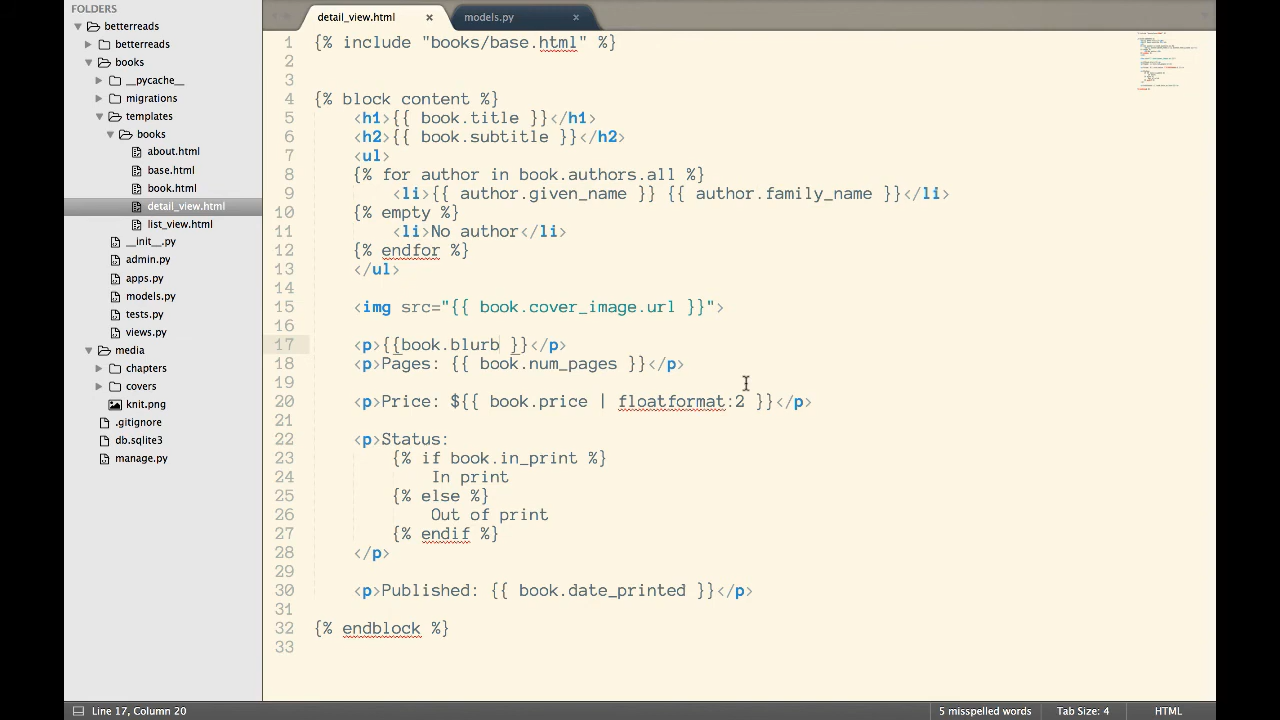 FOLDERS
betterreads
betterreads
books
__pycache__
migrations
templates
books
about.html
base.html
book.html
detail_view.html
list_view.html
__init__.py
admin.py
apps.py
models.py
tests.py
views.py
media
chapters
covers
knit.png
.gitignore
db.sqlite3
manage.py
detail_view.html × models.py ×
1 {% include "books/base.html" %}
2
3
4 {% block content %}
5 <h1>{{ book.title }}</h1>
6 <h2>{{ book.subtitle }}</h2>
7 <ul>
8 {% for author in book.authors.all %}
9 <li>{{ author.given_name }} {{ author.family_name }}</li>
10 {% empty %}
11 <li>No author</li>
12 {% endfor %}
13 </ul>
14
15 <img src="{{ book.cover_image.url }}">
16
17 <p>{{book.blurb }}</p>
18 <p>Pages: {{ book.num_pages }}</p>
19
20 <p>Price: ${{ book.price | floatformat:2 }}</p>
21
22 <p>Status:
23 {% if book.in_print %}
24 In print
25 {% else %}
26 Out of print
27 {% endif %}
28 </p>
29
30 <p>Published: {{ book.date_printed }}</p>
31
32 {% endblock %}
33
Line 17, Column 20 5 misspelled words Tab Size: 4 HTML